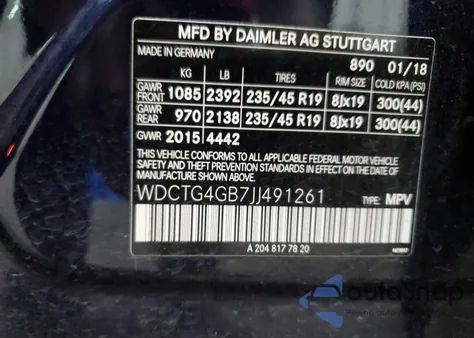 MFD BY DAIMLER AG STUTTGART
MADE IN GERMANY 890 01/18
KG LB TIRES RIM SIZE COLD KPA(PSI)
GAWR FRONT 1085 2392 235/45 R19 8Jx19 300(44)
GAWR REAR 970 2138 235/45 R19 8Jx19 300(44)
GVWR 2015 4442
THIS VEHICLE CONFORMS TO ALL APPLICABLE U.S. FEDERAL MOTOR VEHICLE
SAFETY AND THEFT PREVENTION STANDARDS IN EFFECT ON THE DATE OF
MANUFACTURE SHOWN ABOVE.
WDCTG4GB7JJ491261 TYPE: MPV
A 204 817 78 20
autoSnap